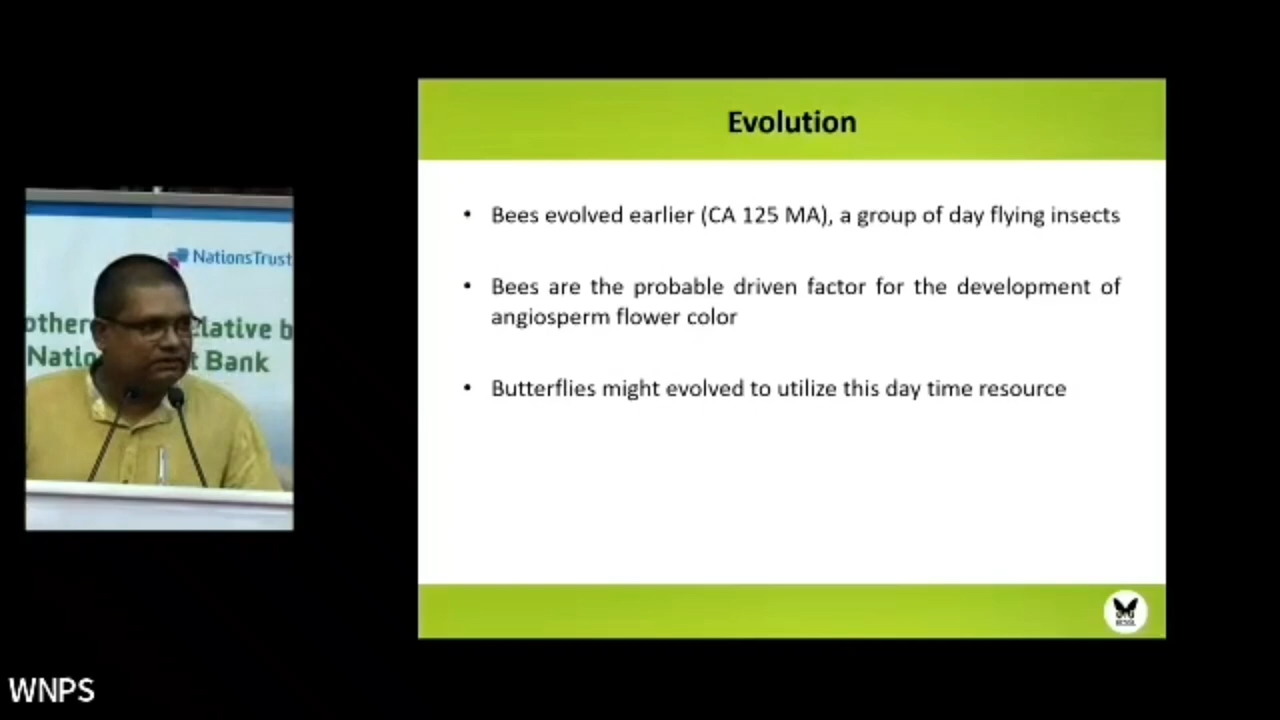 Evolution
• Bees evolved earlier (CA 125 MA), a group of day flying insects
• Bees are the probable driven factor for the development of
angiosperm flower color
• Butterflies might evolved to utilize this day time resource
NationsTrust
Bank
WNPS